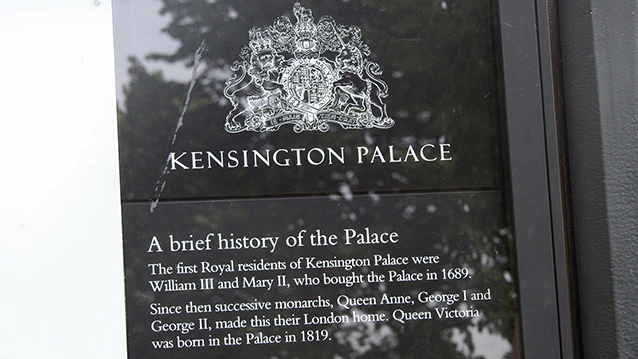 KENSINGTON PALACE
A brief history of the Palace
The first Royal residents of Kensington Palace were
William III and Mary II, who bought the Palace in 1689.
Since then successive monarchs, Queen Anne, George I and
George II, made this their London home. Queen Victoria
was born in the Palace in 1819.